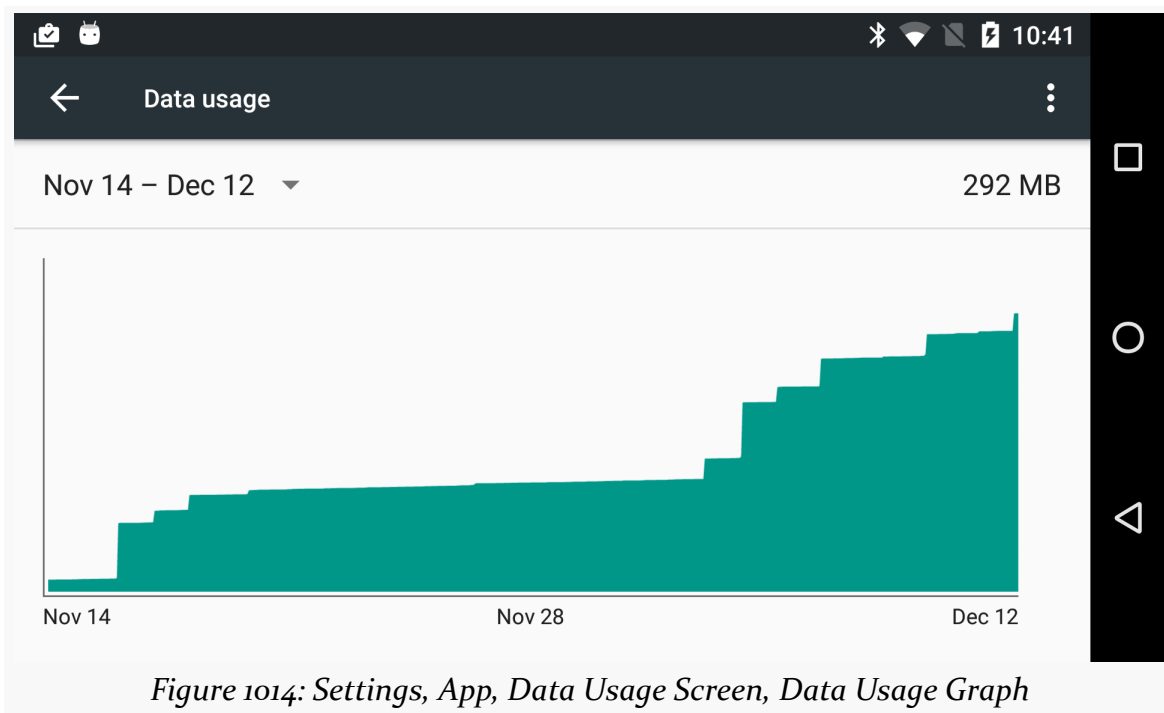 10:41
Data usage
Nov 14 – Dec 12
292 MB
Nov 14 Nov 28 Dec 12
Figure 1014: Settings, App, Data Usage Screen, Data Usage Graph